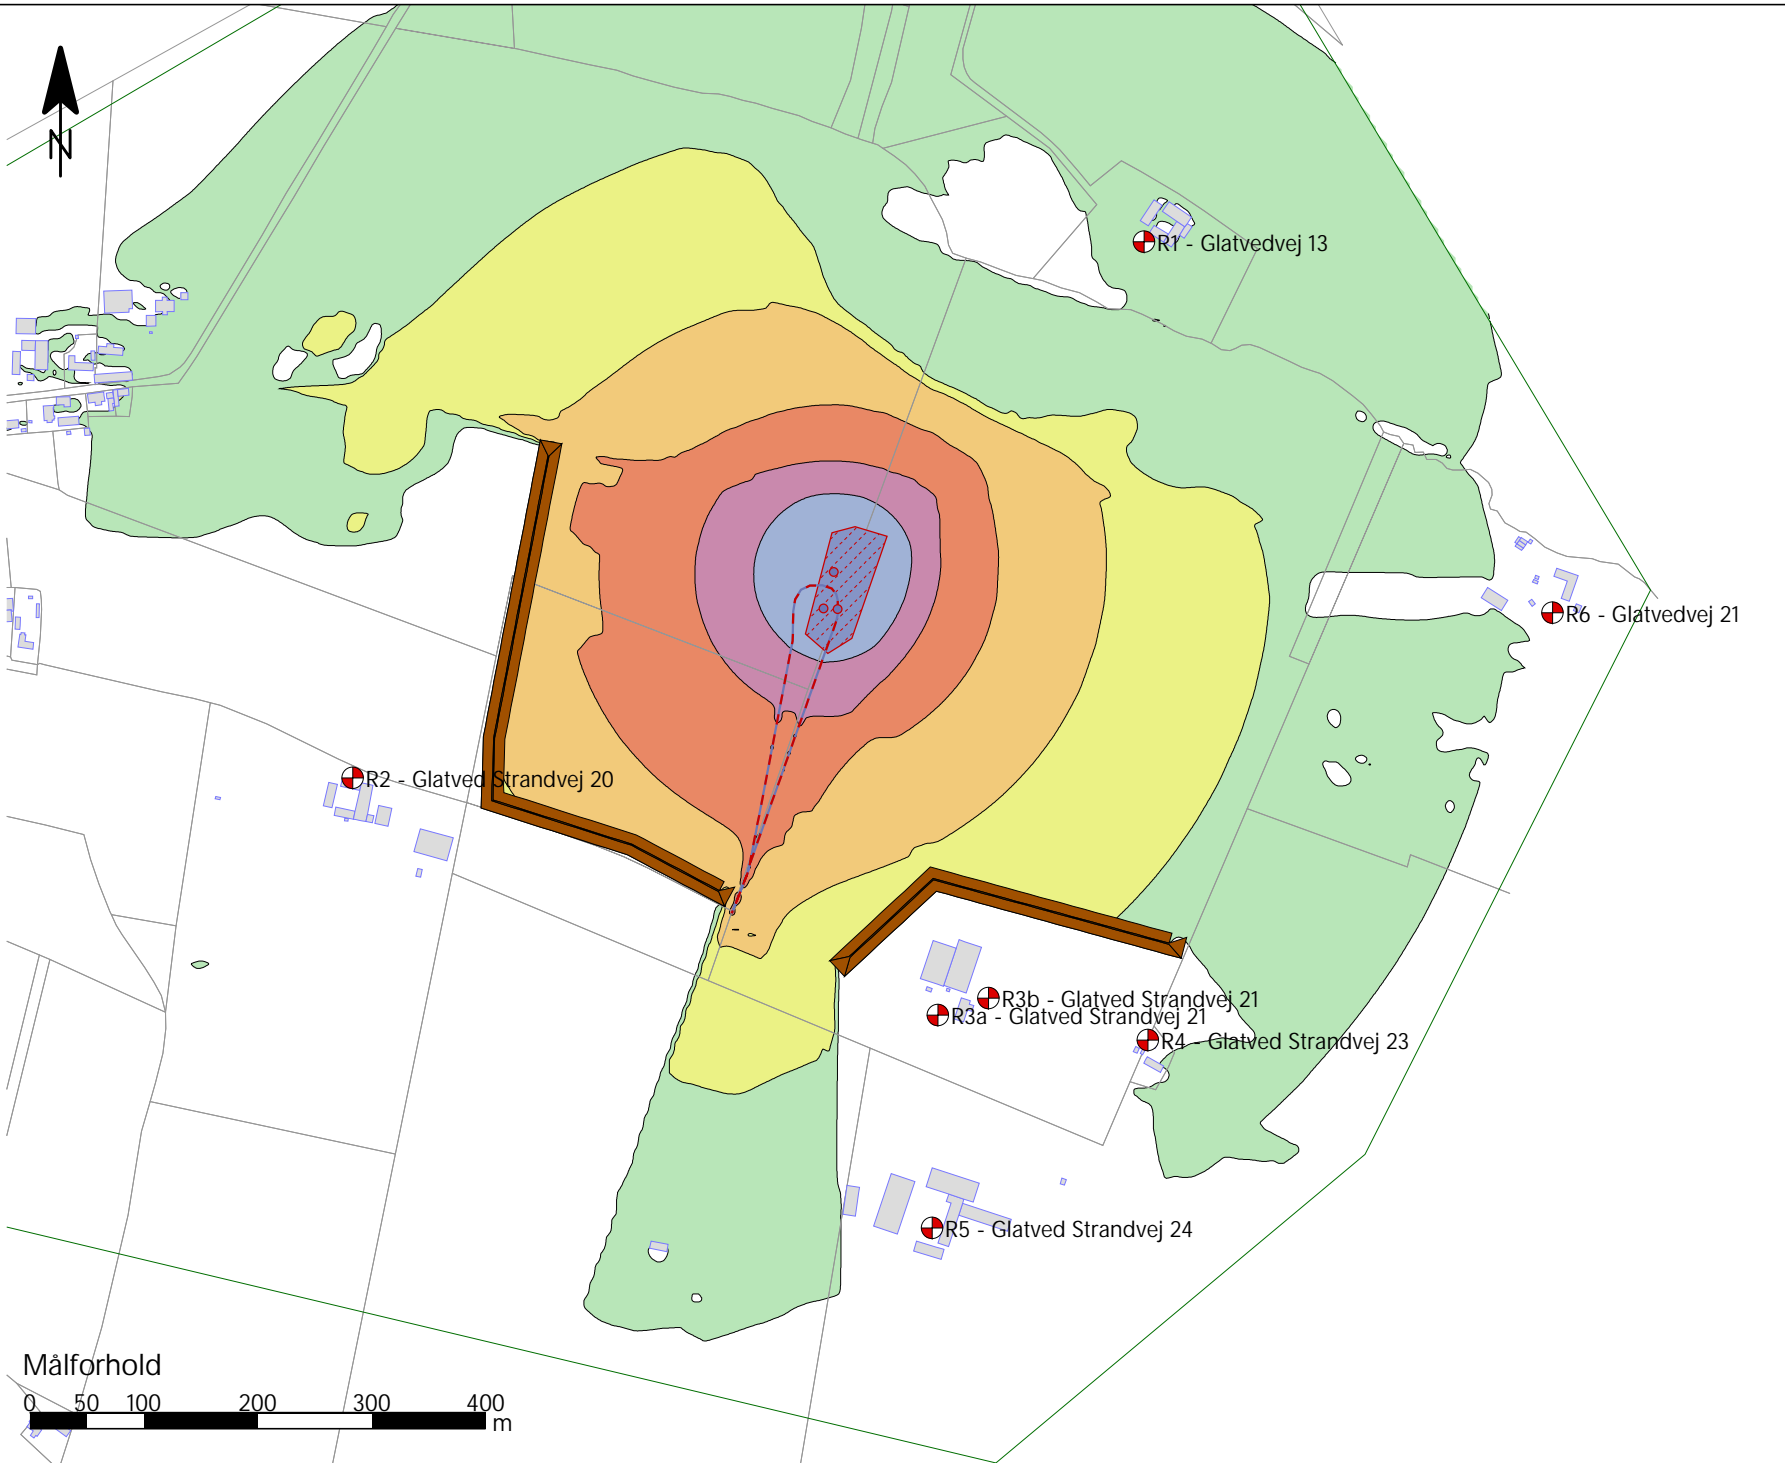 N
R1 - Glatvedvej 13
R6 - Glatvedvej 21
R2 - Glatved Strandvej 20
R3b - Glatved Strandvej 21
R3a - Glatved Strandvej 21
R4 - Glatved Strandvej 23
R5 - Glatved Strandvej 24
Målforhold
0 50 100 200 300 400
m